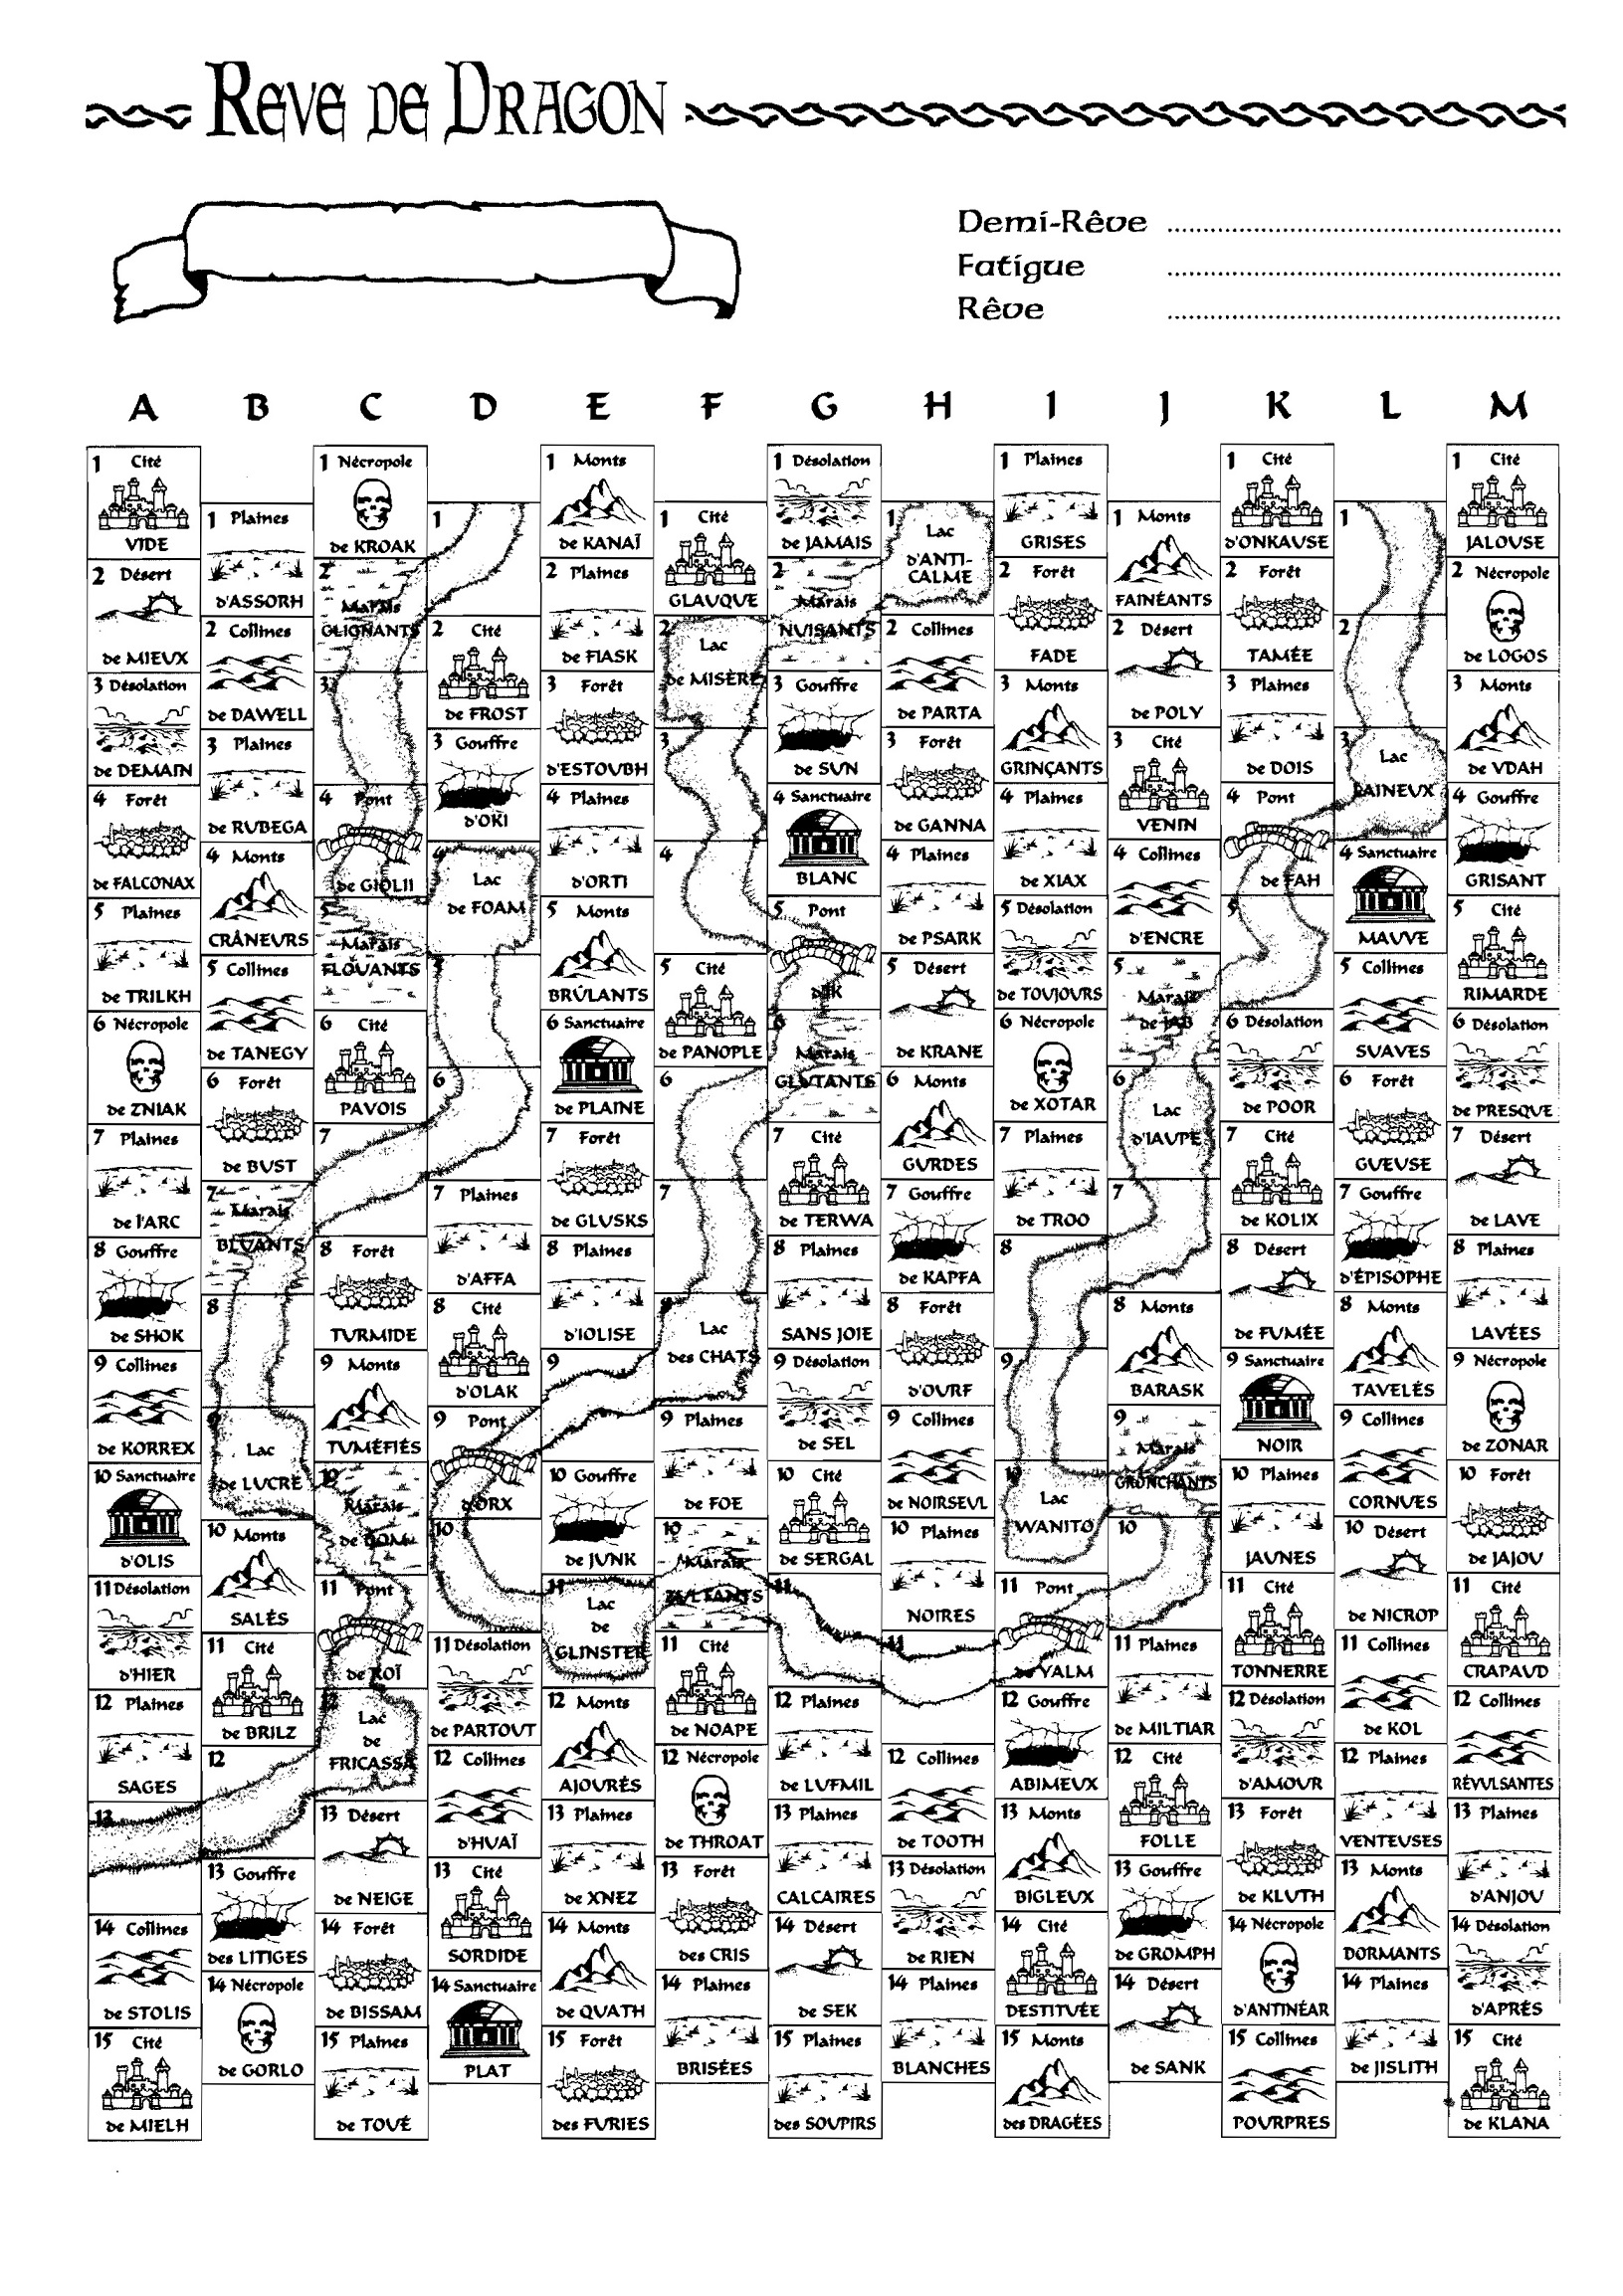 RÊVE DE DRAGON
Demi-Rêve
Fatigue
Rêve
A B C D E F G H I J K L M
1 Cité
VIDE
2 Désert
de MIEUX
3 Désolation
de DEMAIN
4 Forêt
de FALCONAX
5 Plaines
de TRILKH
6 Nécropole
de ZNIAK
7 Plaines
de l'ARC
8 Gouffre
de SHOK
9 Collines
de KORREX
10 Sanctuaire
d'OLIS
11 Désolation
d'HIER
12 Plaines
SAGES
13
14 Collines
de STOLIS
15 Cité
de MIELH
1 Plaines
d'ASSORH
2 Collines
de DAWELL
3 Plaines
de RUBEGA
4 Monts
CRÂNEURS
5 Collines
de TANEGY
6 Forêt
de BUST
7 Marais
BLUANTS
8
9 Lac
de LUCRE
10 Monts
SALÉS
11 Cité
de BRILZ
12
13 Gouffre
des LITIGES
14 Nécropole
de GORLO
1 Nécropole
de KROAK
2 Marais
GLIGNANTS
3
4 Pont
de GIOLII
5 Marais
FLOUANTS
6 Cité
PAVOIS
7
8 Forêt
TURMIDE
9 Monts
TUMÉFIÉS
10 Marais
de
11 Pont
de ROÏ
12 Lac
de
FRICASSA
13 Désert
de NEIGE
14 Forêt
de BISSAM
15 Plaines
de TOUÉ
1
2 Cité
de FROST
3 Gouffre
d'OKI
4 Lac
de FOAM
5
6
7 Plaines
d'AFFA
8 Cité
d'OLAK
9 Pont
d'ORX
10
11 Désolation
de PARTOUT
12 Collines
d'HUAÏ
13 Cité
SORDIDE
14 Sanctuaire
PLAT
1 Monts
de KANAÏ
2 Plaines
de FIASK
3 Forêt
d'ESTOUBH
4 Plaines
d'ORTI
5 Monts
BRÛLANTS
6 Sanctuaire
de PLAINE
7 Forêt
de GLUSKS
8 Plaines
d'IOLISE
9
10 Gouffre
de JUNK
11 Lac
de
GLINSTER
12 Monts
AJOURÉS
13 Plaines
de XNEZ
14 Monts
de QUATH
15 Forêt
des FURIES
1 Cité
GLAUQUE
2 Lac
de MISÈRE
3
4
5 Cité
de PANOPLE
6
7
8 Lac
des CHATS
9 Plaines
de FOE
10 Marais
ZULTANTS
11 Cité
de NOAPE
12 Nécropole
de THROAT
13 Forêt
des CRIS
14 Plaines
BRISÉES
1 Désolation
de JAMAIS
2 Marais
NUISANTS
3 Gouffre
de SUN
4 Sanctuaire
BLANC
5 Pont
d'IK
6 Marais
GLUTANTS
7 Cité
de TERWA
8 Plaines
SANS JOIE
9 Désolation
de SEL
10 Cité
de SERGAL
11
12 Plaines
de LUFMIL
13 Plaines
CALCAIRES
14 Désert
de SEK
15 Plaines
des SOUPIRS
1 Lac
d'ANTI-
CALME
2 Collines
de PARTA
3 Forêt
de GANNA
4 Plaines
de PSARK
5 Désert
de KRANE
6 Monts
GURDES
7 Gouffre
de KAPFA
8 Forêt
d'OURF
9 Collines
de NOIRSEUL
10 Plaines
NOIRES
11
12 Collines
de TOOTH
13 Désolation
de RIEN
14 Plaines
BLANCHES
1 Plaines
GRISES
2 Forêt
FADE
3 Monts
GRINÇANTS
4 Plaines
de XIAX
5 Désolation
de TOUJOURS
6 Nécropole
de XOTAR
7 Plaines
de TROO
8
9
10 Lac
WANITO
11 Pont
de YALM
12 Gouffre
ABIMEUX
13 Monts
BIGLEUX
14 Cité
DESTITUÉE
15 Monts
des DRAGÉES
1 Monts
FAINÉANTS
2 Désert
de POLY
3 Cité
VENIN
4 Collines
d'ENCRE
5 Marais
de JAB
6 Lac
d'IAUPE
7
8 Monts
BARASK
9 Marais
GRONCHANTS
10
11 Plaines
de MILTIAR
12 Cité
FOLLE
13 Gouffre
de GROMPH
14 Désert
de SANK
1 Cité
d'ONKAUSE
2 Forêt
TAMÉE
3 Plaines
de DOIS
4 Pont
de FAH
5
6 Désolation
de POOR
7 Cité
de KOLIX
8 Désert
de FUMÉE
9 Sanctuaire
NOIR
10 Plaines
JAUNES
11 Cité
TONNERRE
12 Désolation
d'AMOUR
13 Forêt
de KLUTH
14 Nécropole
d'ANTINÉAR
15 Collines
POURPRES
1
2
3 Lac
LAINEUX
4 Sanctuaire
MAUVE
5 Collines
SUAVES
6 Forêt
GUEUSE
7 Gouffre
d'ÉPISOPHE
8 Monts
TAVELÉS
9 Collines
CORNUES
10 Désert
de NICROP
11 Collines
de KOL
12 Plaines
VENTEUSES
13 Monts
DORMANTS
14 Plaines
de JISLITH
1 Cité
JALOUSE
2 Nécropole
de LOGOS
3 Monts
de VDAH
4 Gouffre
GRISANT
5 Cité
RIMARDE
6 Désolation
de PRESQUE
7 Désert
de LAVE
8 Plaines
LAVÉES
9 Nécropole
de ZONAR
10 Forêt
de JAJOU
11 Cité
CRAPAUD
12 Collines
RÉVULSANTES
13 Plaines
d'ANJOU
14 Désolation
d'APRÉS
15 Cité
de KLANA